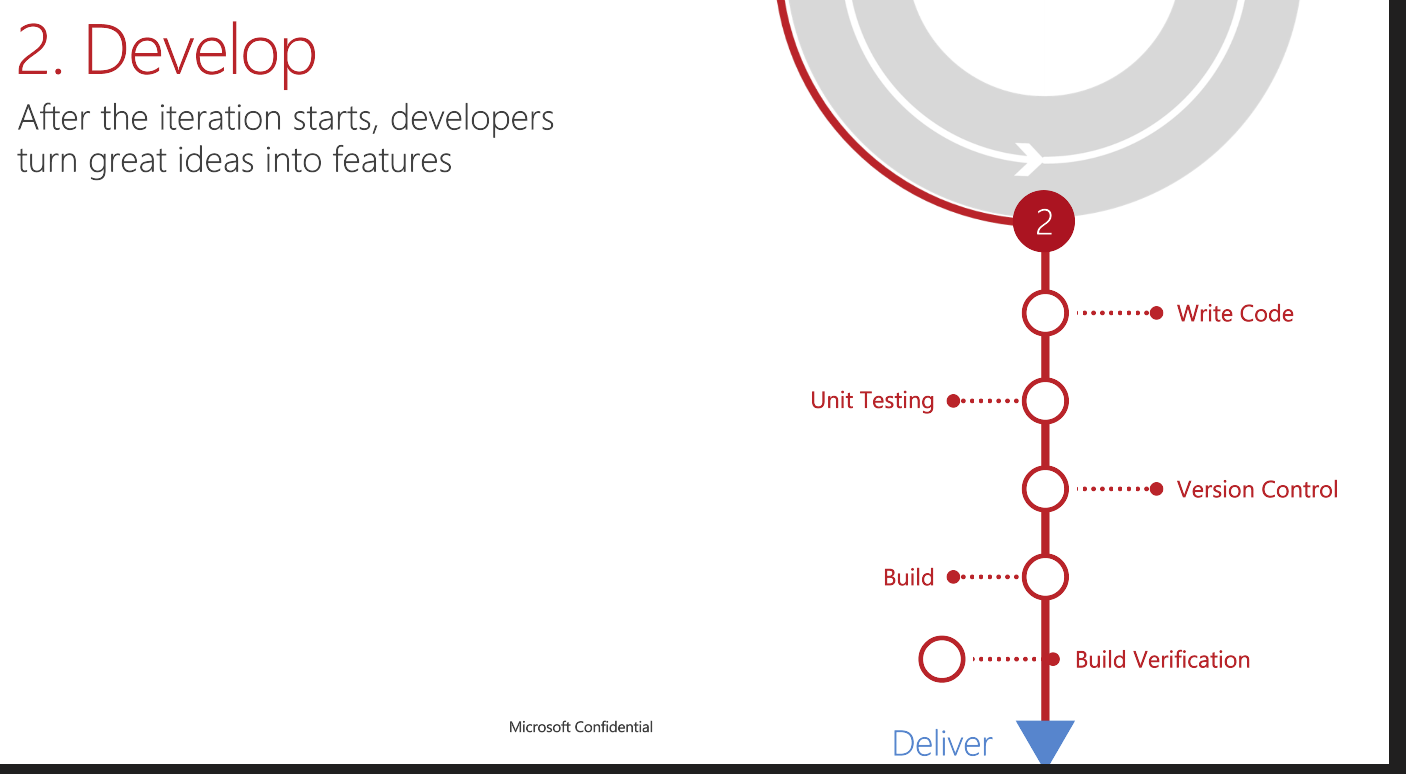 2. Develop
After the iteration starts, developers
turn great ideas into features
2
Write Code
Unit Testing
Version Control
Build
Build Verification
Microsoft Confidential
Deliver